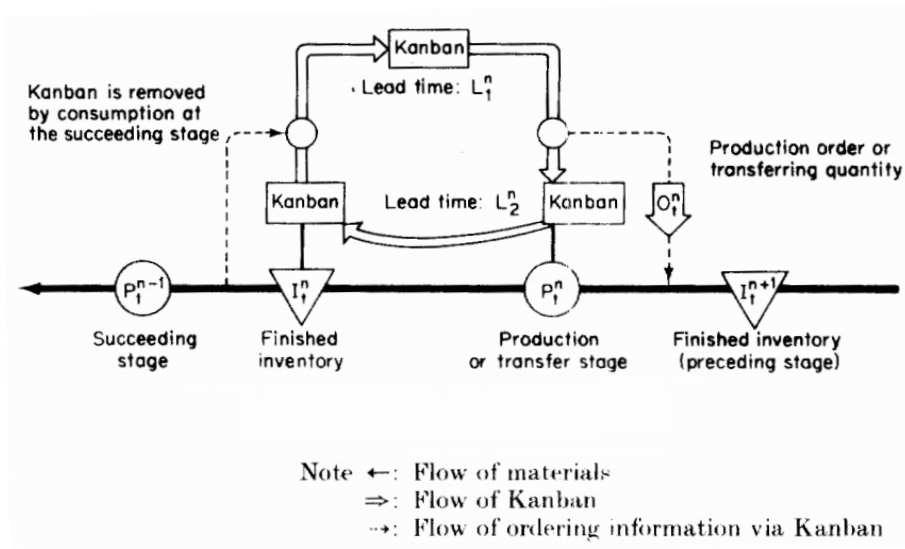 Kanban
Lead time: L₁ⁿ
Kanban is removed
by consumption at
the succeeding stage
Production order or
transferring quantity
Kanban
Lead time: L₂ⁿ
Kanban
Oₜⁿ
Pₜⁿ⁻¹
Iₜⁿ
Pₜⁿ
Iₜⁿ⁺¹
Succeeding
stage
Finished
inventory
Production
or transfer stage
Finished inventory
(preceding stage)
Note ←: Flow of materials
⇒: Flow of Kanban
⇢: Flow of ordering information via Kanban